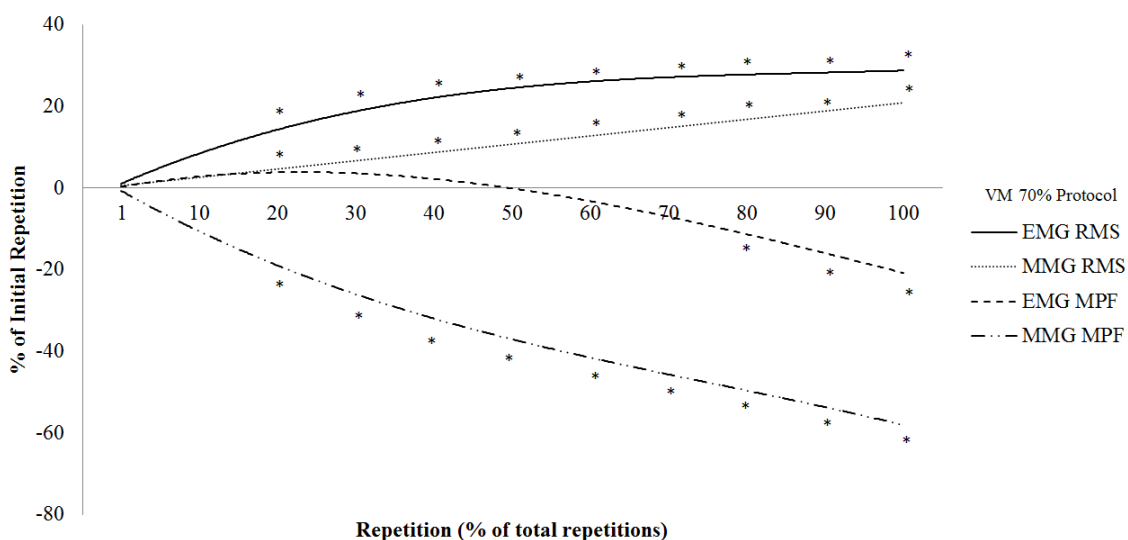 40
20
0
-20
-40
-60
-80
% of Initial Repetition
1 10 20 30 40 50 60 70 80 90 100
Repetition (% of total repetitions)
VM 70% Protocol
EMG RMS
MMG RMS
EMG MPF
MMG MPF
* * * * * * * * *
* * * * * * * * *
* * *
* * * * * * * * *